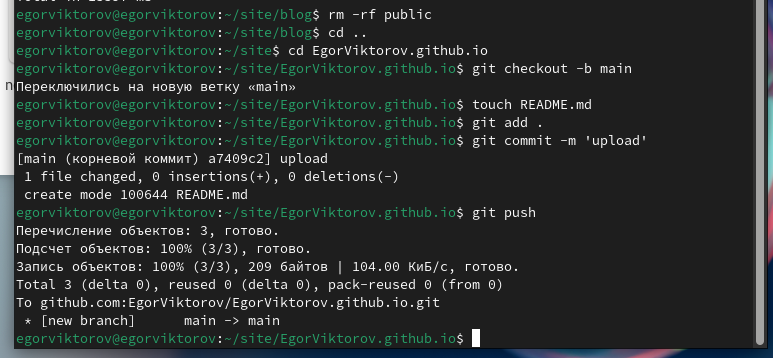 egorviktorov@egorviktorov:~/site/blog$ rm -rf public
egorviktorov@egorviktorov:~/site/blog$ cd ..
egorviktorov@egorviktorov:~/site$ cd EgorViktorov.github.io
egorviktorov@egorviktorov:~/site/EgorViktorov.github.io$ git checkout -b main
Переключились на новую ветку «main»
egorviktorov@egorviktorov:~/site/EgorViktorov.github.io$ touch README.md
egorviktorov@egorviktorov:~/site/EgorViktorov.github.io$ git add .
egorviktorov@egorviktorov:~/site/EgorViktorov.github.io$ git commit -m 'upload'
[main (корневой коммит) a7409c2] upload
 1 file changed, 0 insertions(+), 0 deletions(-)
 create mode 100644 README.md
egorviktorov@egorviktorov:~/site/EgorViktorov.github.io$ git push
Перечисление объектов: 3, готово.
Подсчет объектов: 100% (3/3), готово.
Запись объектов: 100% (3/3), 209 байтов | 104.00 КиБ/с, готово.
Total 3 (delta 0), reused 0 (delta 0), pack-reused 0 (from 0)
To github.com:EgorViktorov/EgorViktorov.github.io.git
 * [new branch]      main -> main
egorviktorov@egorviktorov:~/site/EgorViktorov.github.io$